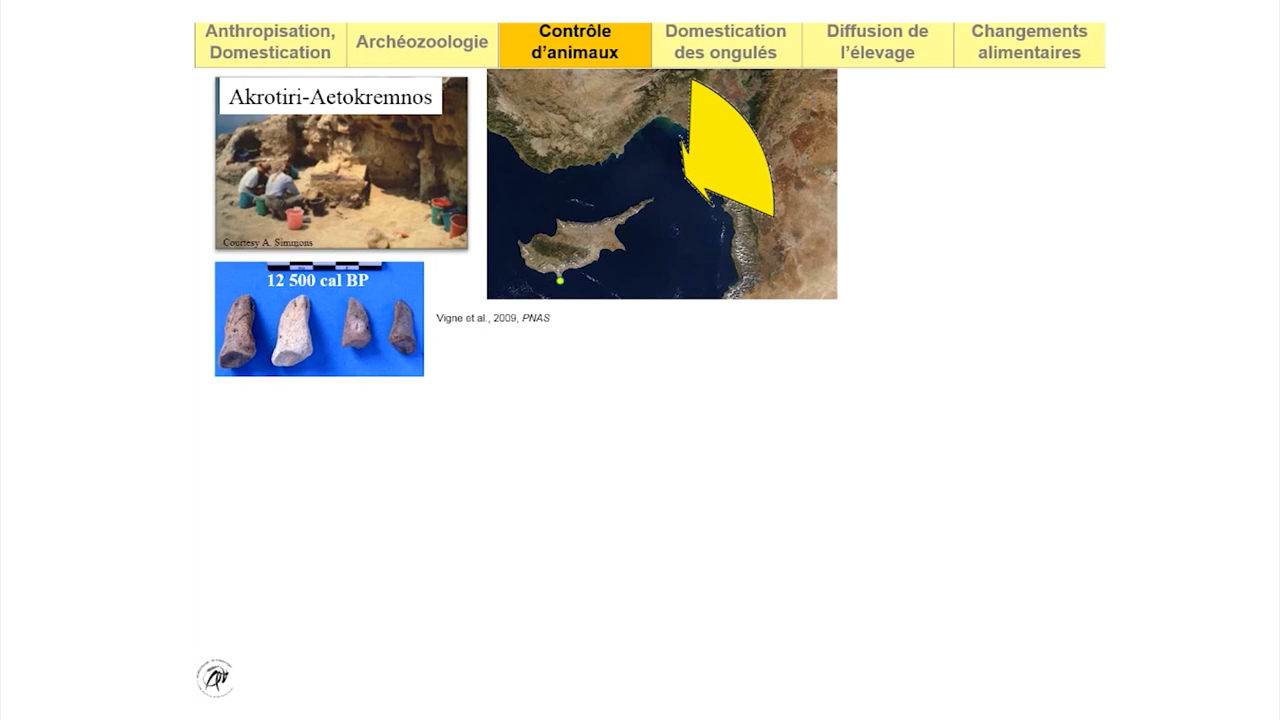 Anthropisation,
Domestication
Archéozoologie
Contrôle
d’animaux
Domestication
des ongulés
Diffusion de
l’élevage
Changements
alimentaires
Akrotiri-Aetokremnos
Courtesy A. Simmons
12 500 cal BP
Vigne et al., 2009, PNAS